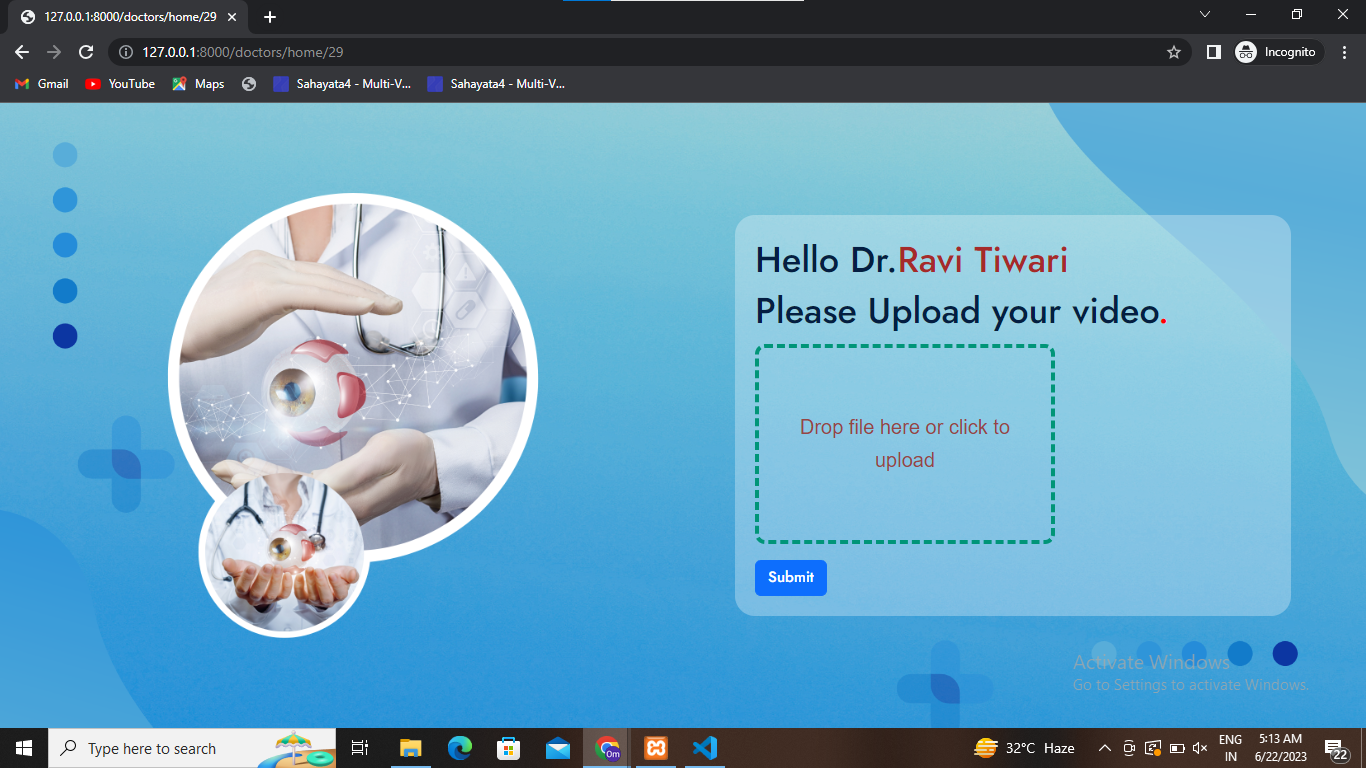 127.0.0.1:8000/doctors/home/29
127.0.0.1:8000/doctors/home/29
Incognito
Gmail
YouTube
Maps
Sahayata4 - Multi-V...
Sahayata4 - Multi-V...
Hello Dr.Ravi Tiwari
Please Upload your video.
Drop file here or click to
upload
Submit
Activate Windows
Go to Settings to activate Windows.
Type here to search
Om
32°C Haze
ENG
IN
5:13 AM
6/22/2023
22